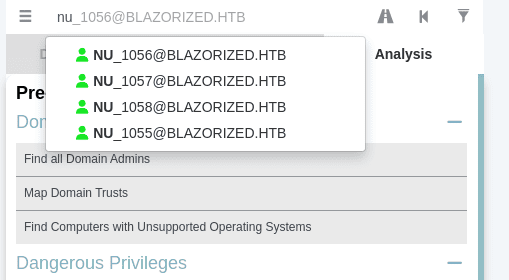 nu_1056@BLAZORIZED.HTB
NU_1056@BLAZORIZED.HTB
NU_1057@BLAZORIZED.HTB
NU_1058@BLAZORIZED.HTB
NU_1055@BLAZORIZED.HTB
Analysis
Find all Domain Admins
Map Domain Trusts
Find Computers with Unsupported Operating Systems
Dangerous Privileges